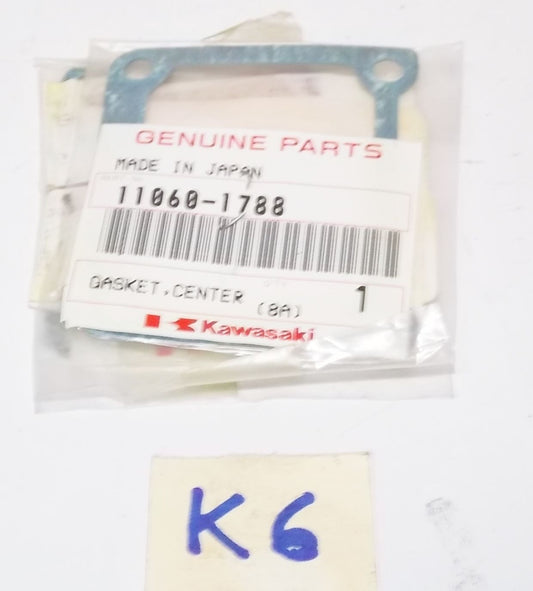 GENUINE PARTS
MADE IN JAPAN
11060-1788
GASKET,CENTER (8A) 1
Kawasaki
K6